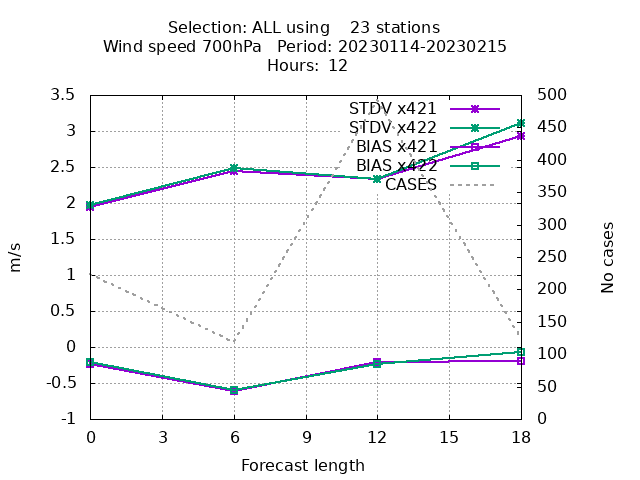 Selection: ALL using    23 stations
Wind speed 700hPa   Period: 20230114-20230215
Hours:  12
3.5
3
2.5
2
1.5
1
0.5
0
-0.5
-1
m/s
STDV x421
STDV x422
BIAS x421
BIAS x422
CASES
500
450
400
350
300
250
200
150
100
50
0
No cases
0
3
6
9
12
15
18
Forecast length